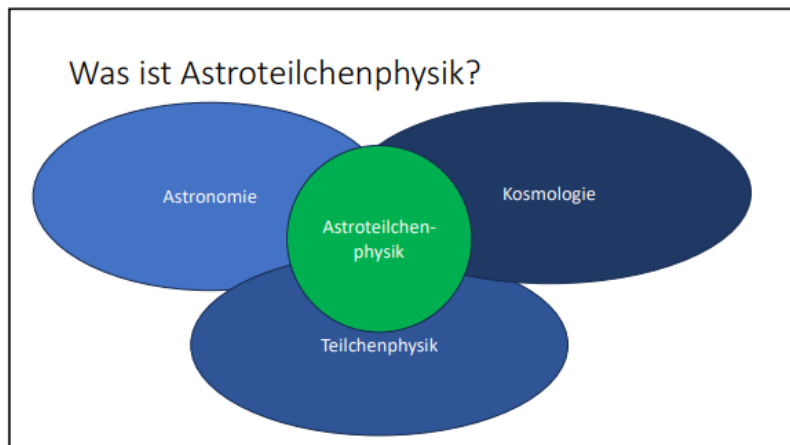 Was ist Astroteilchenphysik?
Astronomie
Kosmologie
Astroteilchen-
physik
Teilchenphysik